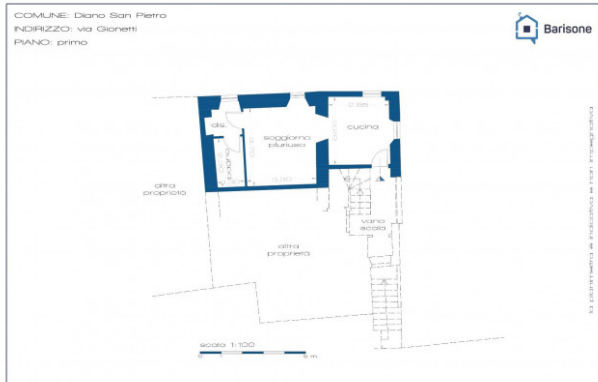 COMUNE: Diano San Pietro
INDIRIZZO: via Gionetti
PIANO: primo
Barisone
dis.
soggiorno
pluriuso
cucina
bagno
altra
proprietà
vano
scala
altra
proprietà
la planimetria è indicativa e non impegnativa
scala 1:100
5 m